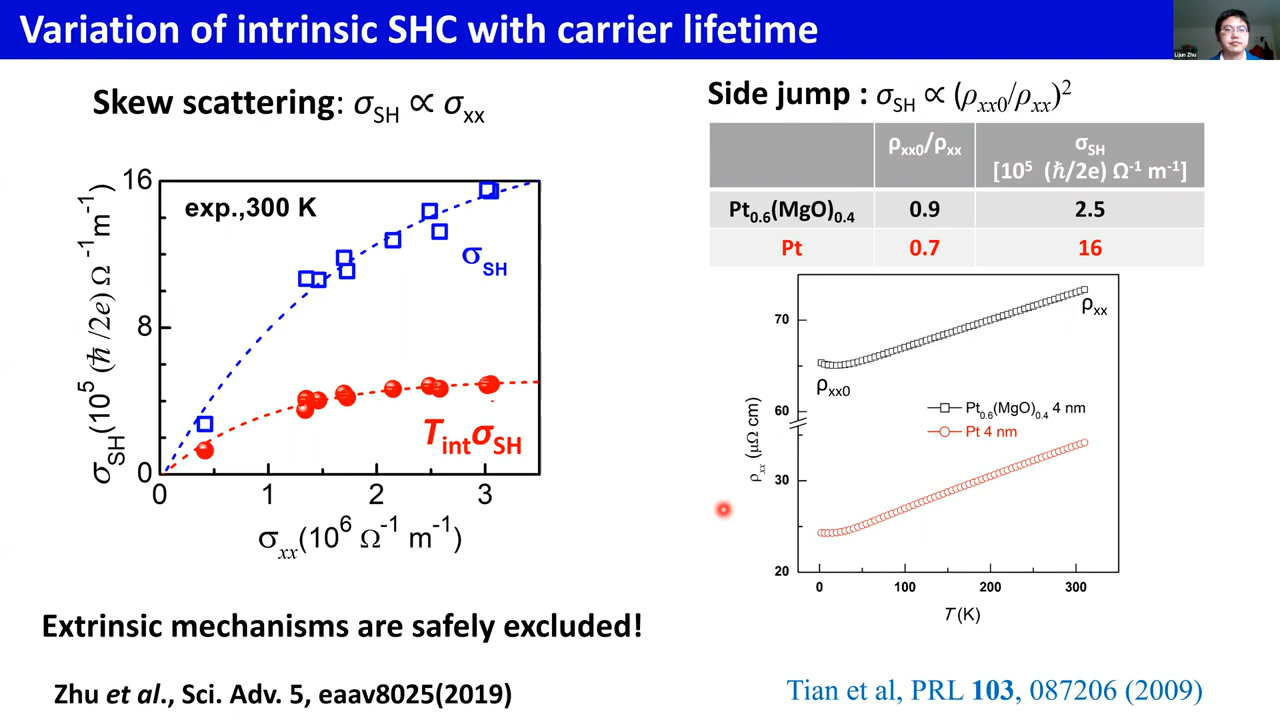 Variation of intrinsic SHC with carrier lifetime
Lijun Zhu
Skew scattering: σSH ∝ σxx
16
8
0
0
1
2
3
exp.,300 K
σSH
TintσSH
σSH(10⁵ (ℏ/2e) Ω⁻¹m⁻¹)
σxx(10⁶ Ω⁻¹ m⁻¹)
Side jump : σSH ∝ (ρxx0/ρxx)²
ρxx0/ρxx
σSH
[10⁵ (ℏ/2e) Ω⁻¹ m⁻¹]
Pt0.6(MgO)0.4 0.9 2.5
Pt 0.7 16
70
60
30
20
ρxx
ρxx0
Pt0.6(MgO)0.4 4 nm
Pt 4 nm
ρxx (μΩ cm)
0 100 200 300
T (K)
Extrinsic mechanisms are safely excluded!
Zhu et al., Sci. Adv. 5, eaav8025(2019)
Tian et al, PRL 103, 087206 (2009)